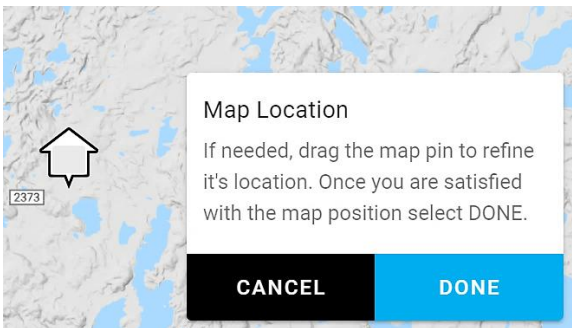 Map Location
If needed, drag the map pin to refine
it's location. Once you are satisfied
with the map position select DONE.
2373
CANCEL
DONE